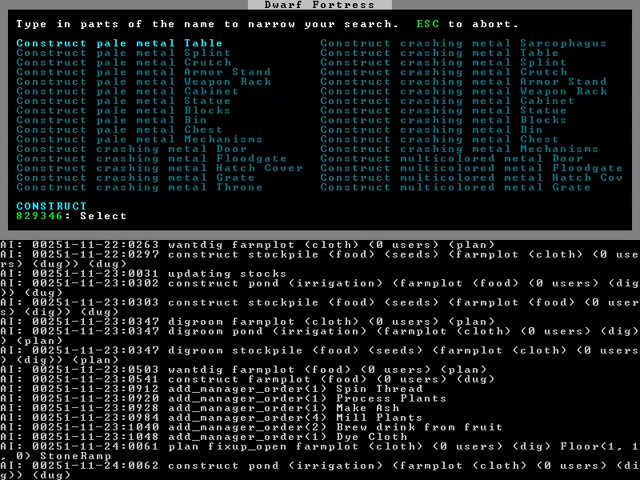 Dwarf Fortress
Type in parts of the name to narrow your search.  ESC to abort.
Construct pale metal Table Construct crashing metal Sarcophagus
Construct pale metal Splint Construct crashing metal Table
Construct pale metal Crutch Construct crashing metal Splint
Construct pale metal Armor Stand Construct crashing metal Crutch
Construct pale metal Weapon Rack Construct crashing metal Armor Stand
Construct pale metal Cabinet Construct crashing metal Weapon Rack
Construct pale metal Statue Construct crashing metal Cabinet
Construct pale metal Blocks Construct crashing metal Statue
Construct pale metal Bin Construct crashing metal Blocks
Construct pale metal Chest Construct crashing metal Bin
Construct pale metal Mechanisms Construct crashing metal Chest
Construct crashing metal Door Construct crashing metal Mechanisms
Construct crashing metal Floodgate Construct multicolored metal Door
Construct crashing metal Hatch Cover Construct multicolored metal Floodgate
Construct crashing metal Grate Construct multicolored metal Hatch Cov
Construct crashing metal Throne Construct multicolored metal Grate
CONSTRUCT
829346: Select
AI: 00251-11-22:0263 wantdig farmplot (cloth) (0 users) (plan)
AI: 00251-11-22:0297 construct stockpile (food) (seeds) (farmplot (cloth) (0 use
rs) (dug)) (dug)
AI: 00251-11-23:0031 updating stocks
AI: 00251-11-23:0302 construct pond (irrigation) (farmplot (food) (0 users) (dig
)) (dug)
AI: 00251-11-23:0303 construct stockpile (food) (seeds) (farmplot (food) (0 user
s) (dig)) (dug)
AI: 00251-11-23:0347 digroom farmplot (cloth) (0 users) (plan)
AI: 00251-11-23:0347 digroom pond (irrigation) (farmplot (cloth) (0 users) (dig)
) (plan)
AI: 00251-11-23:0347 digroom stockpile (food) (seeds) (farmplot (cloth) (0 users
) (dig)) (plan)
AI: 00251-11-23:0503 wantdig farmplot (food) (0 users) (plan)
AI: 00251-11-23:0541 construct farmplot (food) (0 users) (dug)
AI: 00251-11-23:0912 add_manager_order(1) Spin Thread
AI: 00251-11-23:0920 add_manager_order(1) Process Plants
AI: 00251-11-23:0928 add_manager_order(1) Make Ash
AI: 00251-11-23:0984 add_manager_order(4) Mill Plants
AI: 00251-11-23:1040 add_manager_order(2) Brew drink from fruit
AI: 00251-11-23:1048 add_manager_order(1) Dye Cloth
AI: 00251-11-24:0061 plan fixup_open farmplot (cloth) (0 users) (dig) Floor(1, 1
, 0) StoneRamp
AI: 00251-11-24:0062 construct pond (irrigation) (farmplot (cloth) (0 users) (di
g)) (dug)